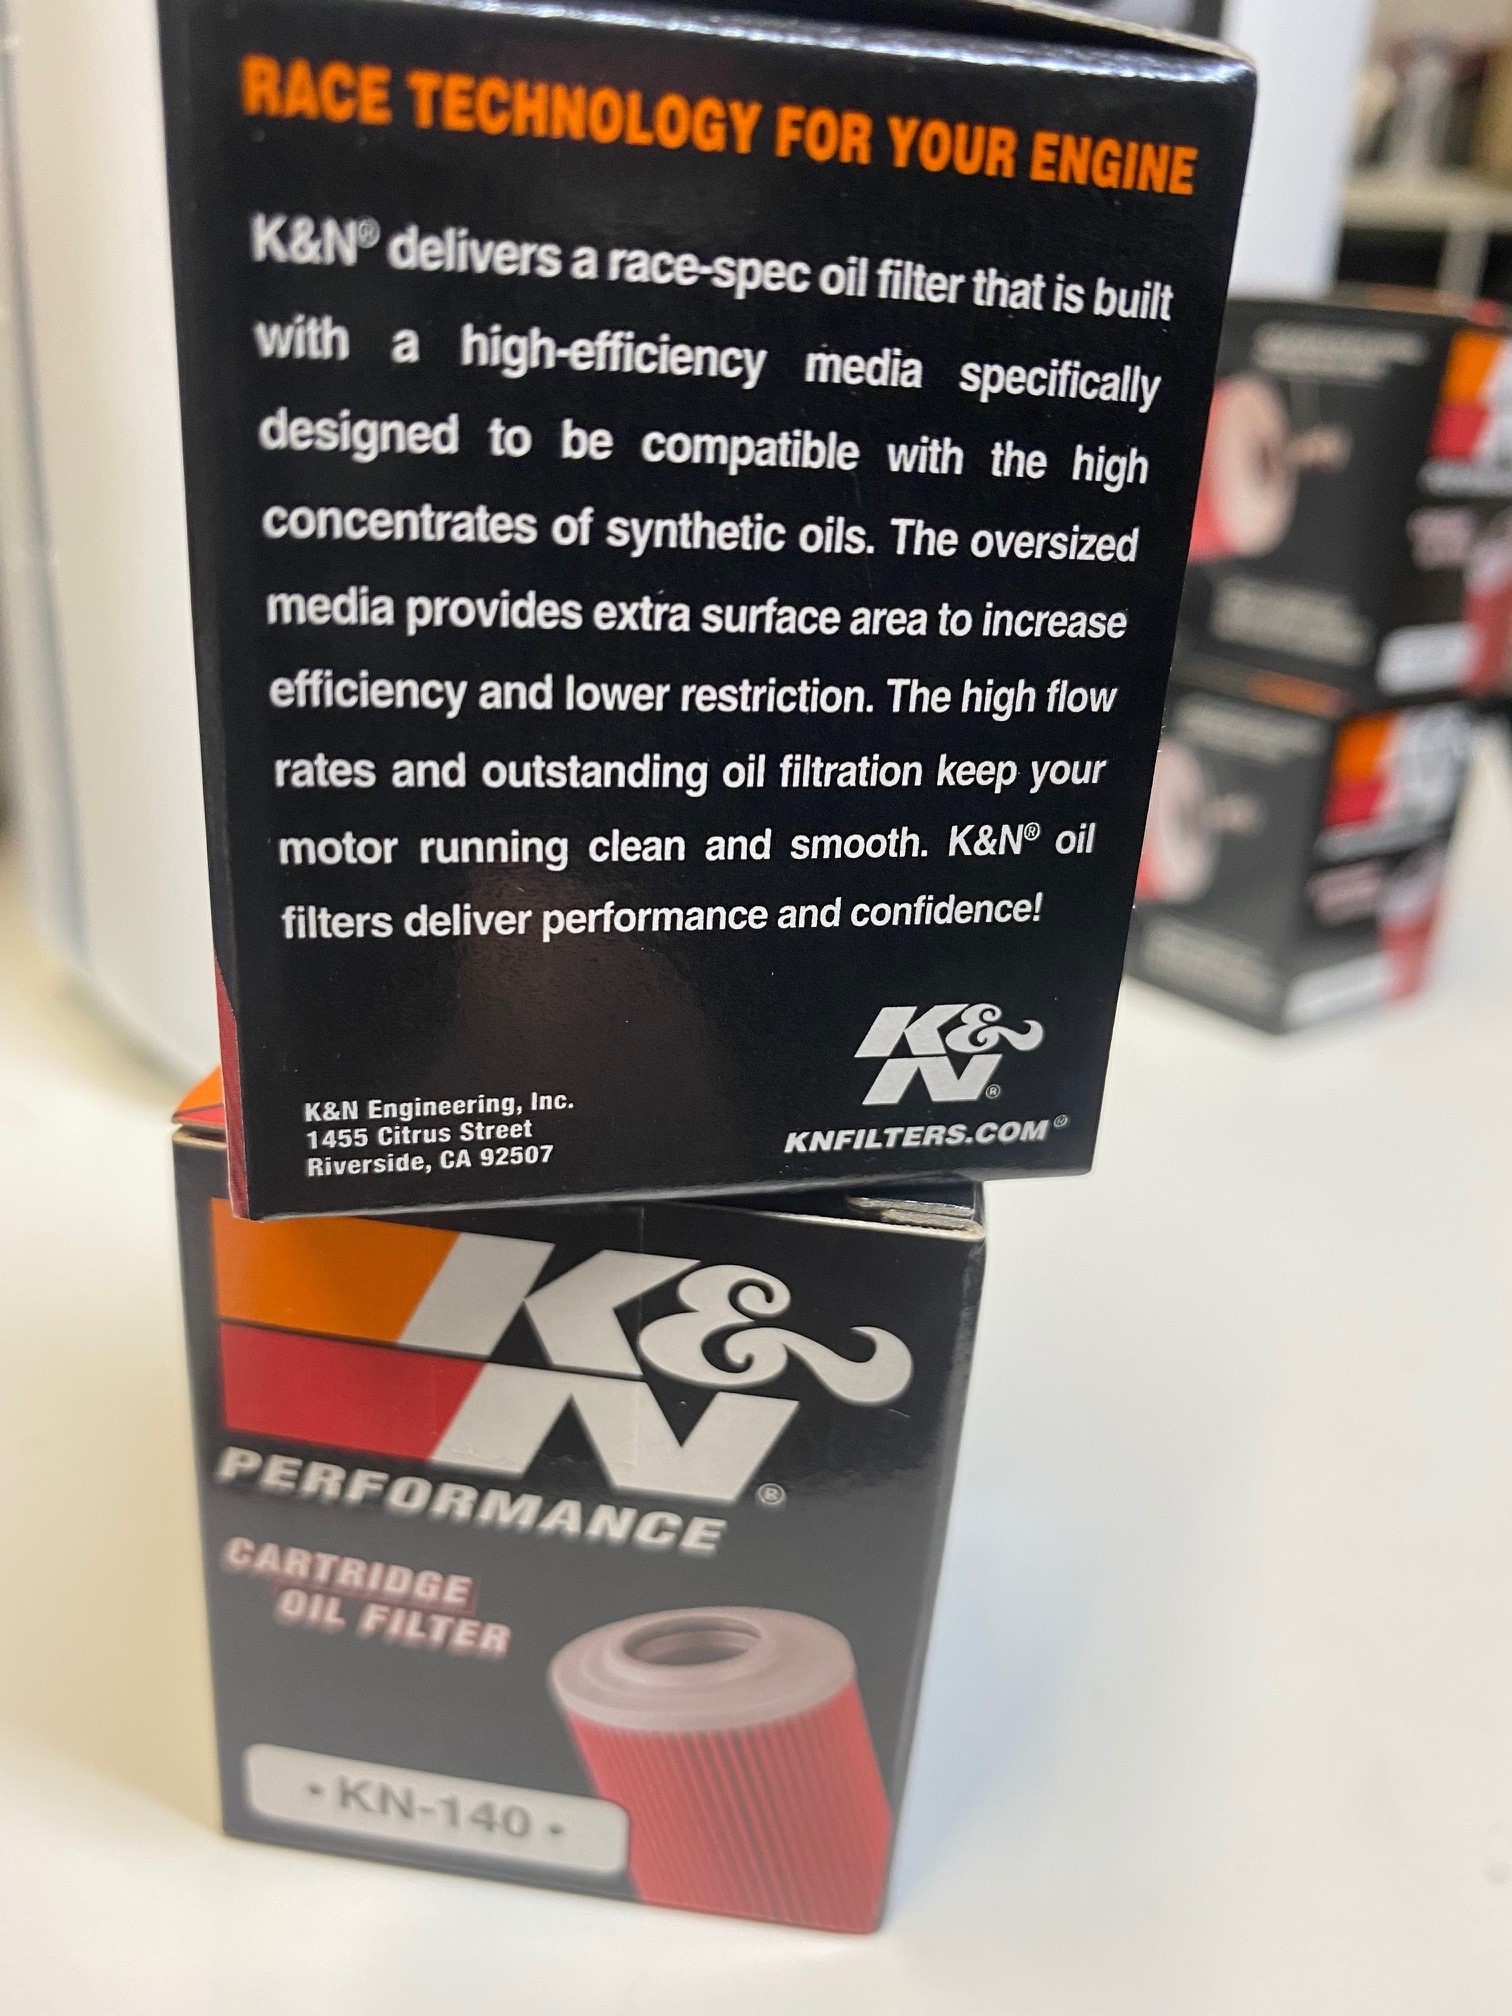 RACE TECHNOLOGY FOR YOUR ENGINE
K&N® delivers a race-spec oil filter that is built
with a high-efficiency media specifically
designed to be compatible with the high
concentrates of synthetic oils. The oversized
media provides extra surface area to increase
efficiency and lower restriction. The high flow
rates and outstanding oil filtration keep your
motor running clean and smooth. K&N® oil
filters deliver performance and confidence!
K&N®
KNFILTERS.COM®
K&N Engineering, Inc.
1455 Citrus Street
Riverside, CA 92507
K&N®
PERFORMANCE
CARTRIDGE
OIL FILTER
• KN-140 •